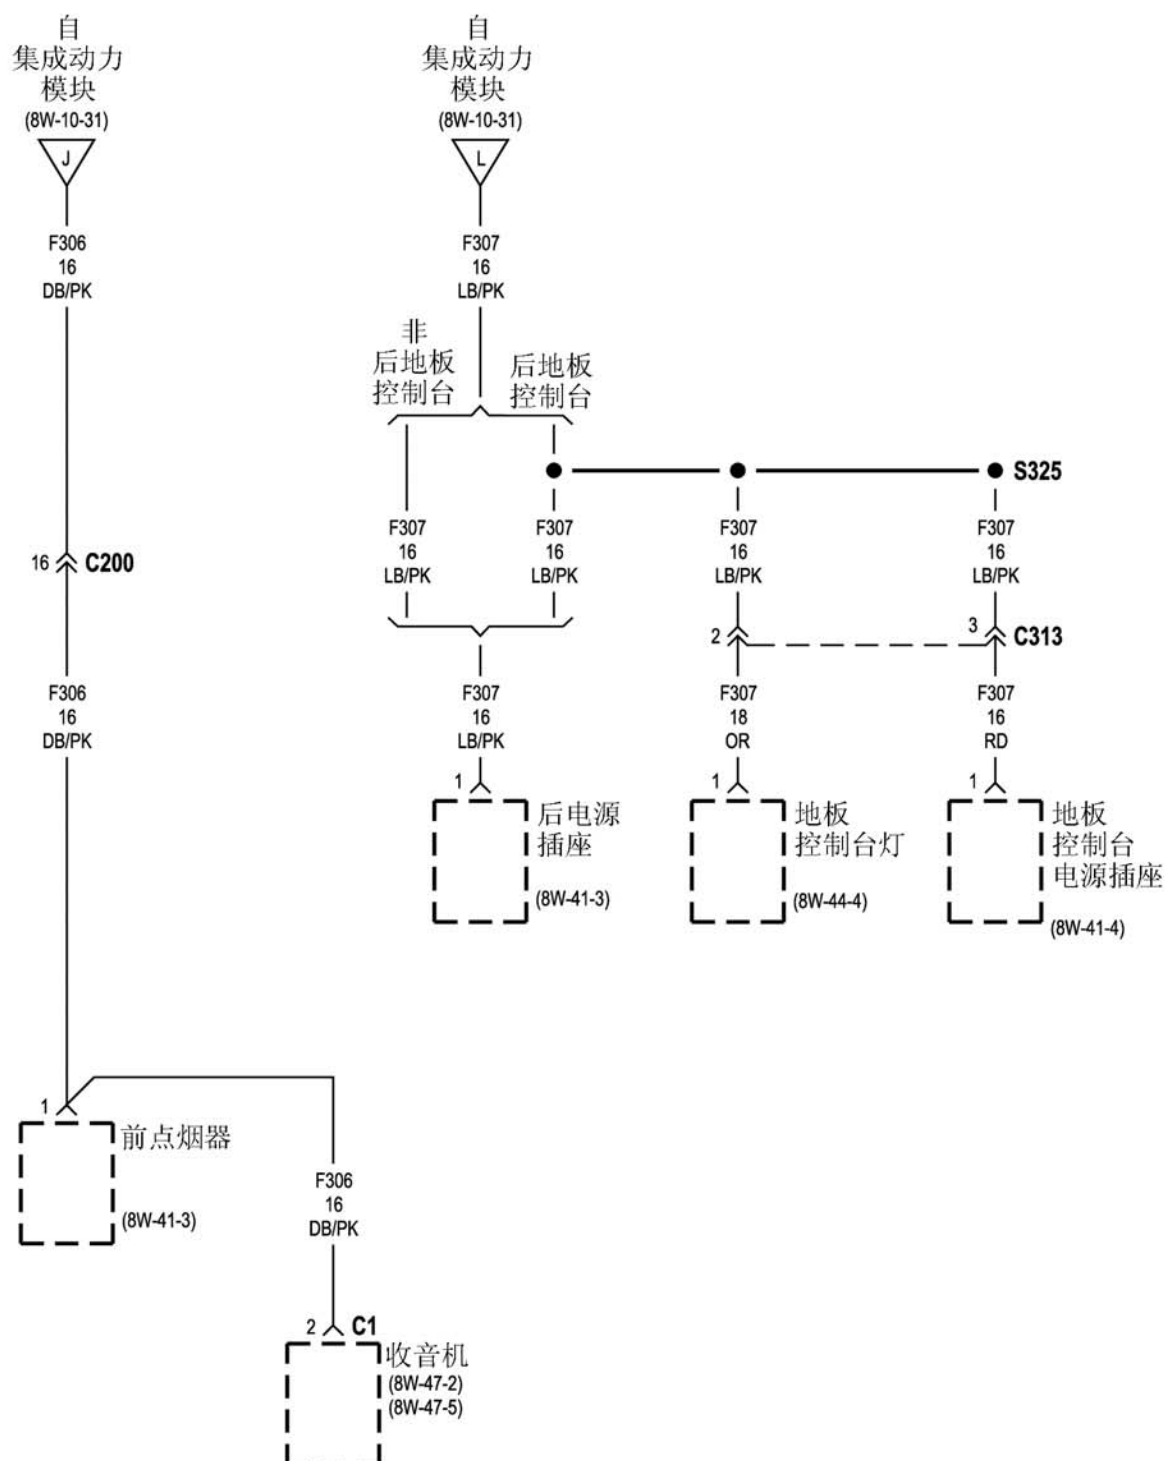 自
集成动力
模块
(8W-10-31)
J
F306
16
DB/PK
16
C200
F306
16
DB/PK
1
前点烟器
(8W-41-3)
F306
16
DB/PK
2
C1
收音机
(8W-47-2)
(8W-47-5)
自
集成动力
模块
(8W-10-31)
L
F307
16
LB/PK
非
后地板
控制台
后地板
控制台
S325
F307
16
LB/PK
F307
16
LB/PK
F307
16
LB/PK
F307
16
LB/PK
2
3
C313
F307
16
LB/PK
F307
18
OR
F307
16
RD
1
后电源
插座
(8W-41-3)
1
地板
控制台灯
(8W-44-4)
1
地板
控制台
电源插座
(8W-41-4)